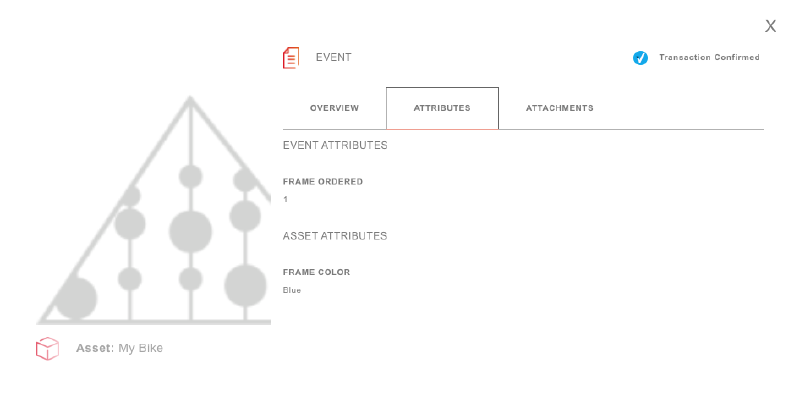 X
EVENT
Transaction Confirmed
OVERVIEW
ATTRIBUTES
ATTACHMENTS
EVENT ATTRIBUTES
FRAME ORDERED
1
ASSET ATTRIBUTES
FRAME COLOR
Blue
Asset: My Bike